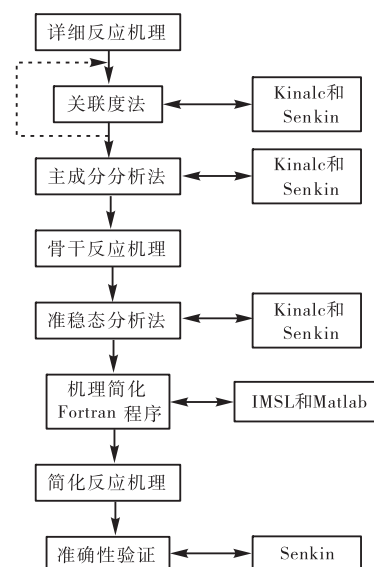 详细反应机理
关联度法
Kinalc和
Senkin
主成分分析法
Kinalc和
Senkin
骨干反应机理
准稳态分析法
Kinalc和
Senkin
机理简化
Fortran 程序
IMSL和Matlab
简化反应机理
准确性验证
Senkin